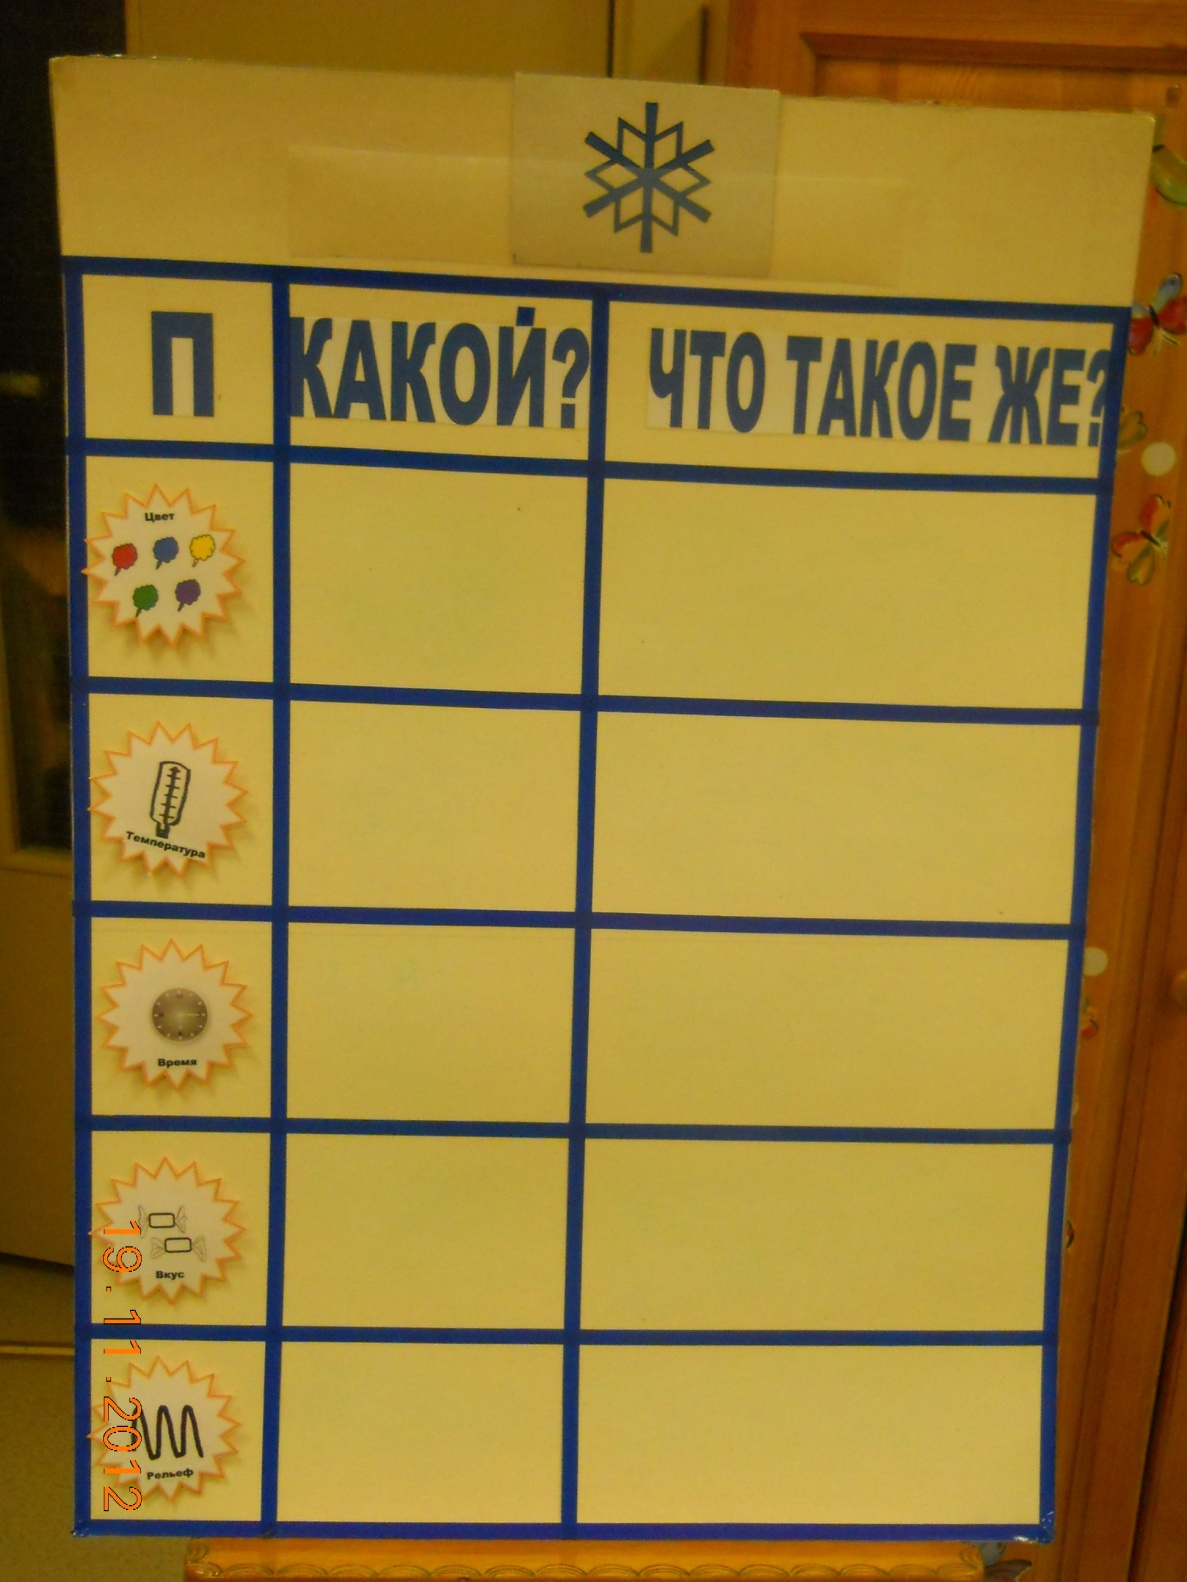 П КАКОЙ? ЧТО ТАКОЕ ЖЕ?
Цвет
Температура
Время
Вкус
Рельеф
19.11.2012